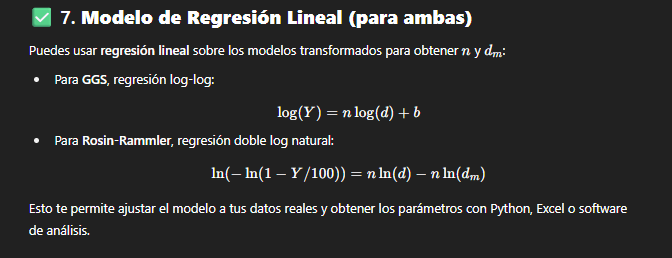 ✅ 7. Modelo de Regresión Lineal (para ambas)
Puedes usar regresión lineal sobre los modelos transformados para obtener n y d_m:
• Para GGS, regresión log-log:
log(Y) = n log(d) + b
• Para Rosin-Rammler, regresión doble log natural:
ln(− ln(1 − Y/100)) = n ln(d) − n ln(d_m)
Esto te permite ajustar el modelo a tus datos reales y obtener los parámetros con Python, Excel o software
de análisis.